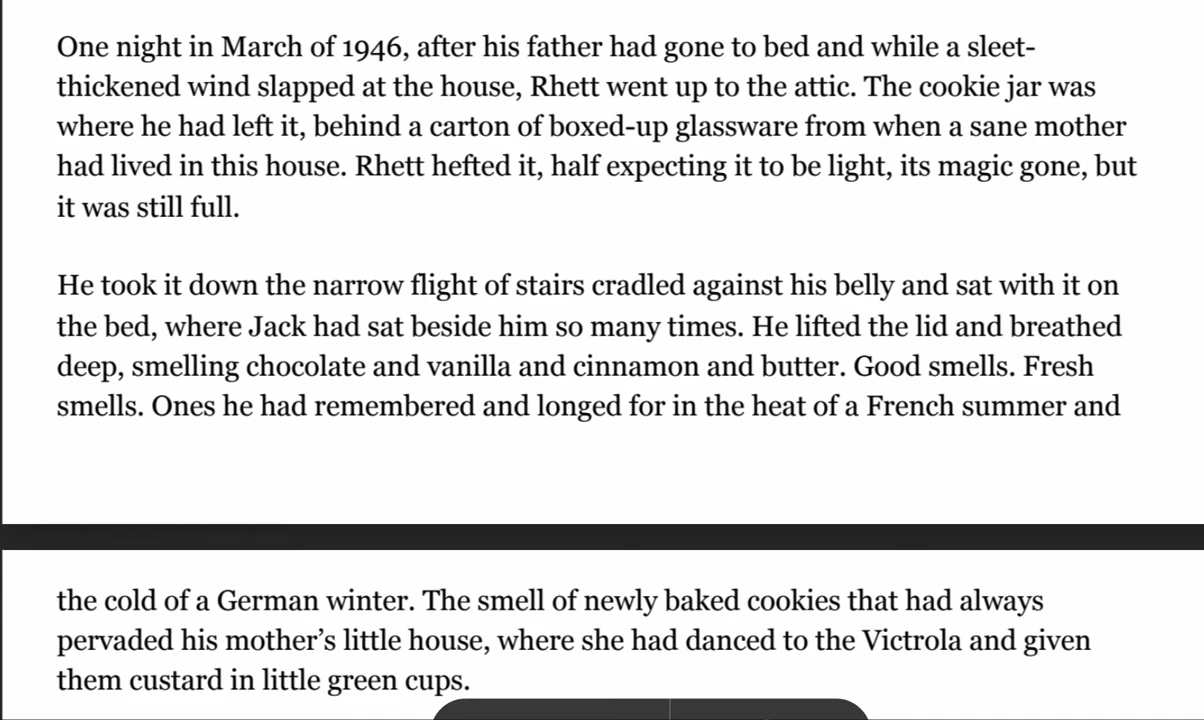 One night in March of 1946, after his father had gone to bed and while a sleet-
thickened wind slapped at the house, Rhett went up to the attic. The cookie jar was
where he had left it, behind a carton of boxed-up glassware from when a sane mother
had lived in this house. Rhett hefted it, half expecting it to be light, its magic gone, but
it was still full.
He took it down the narrow flight of stairs cradled against his belly and sat with it on
the bed, where Jack had sat beside him so many times. He lifted the lid and breathed
deep, smelling chocolate and vanilla and cinnamon and butter. Good smells. Fresh
smells. Ones he had remembered and longed for in the heat of a French summer and
the cold of a German winter. The smell of newly baked cookies that had always
pervaded his mother’s little house, where she had danced to the Victrola and given
them custard in little green cups.